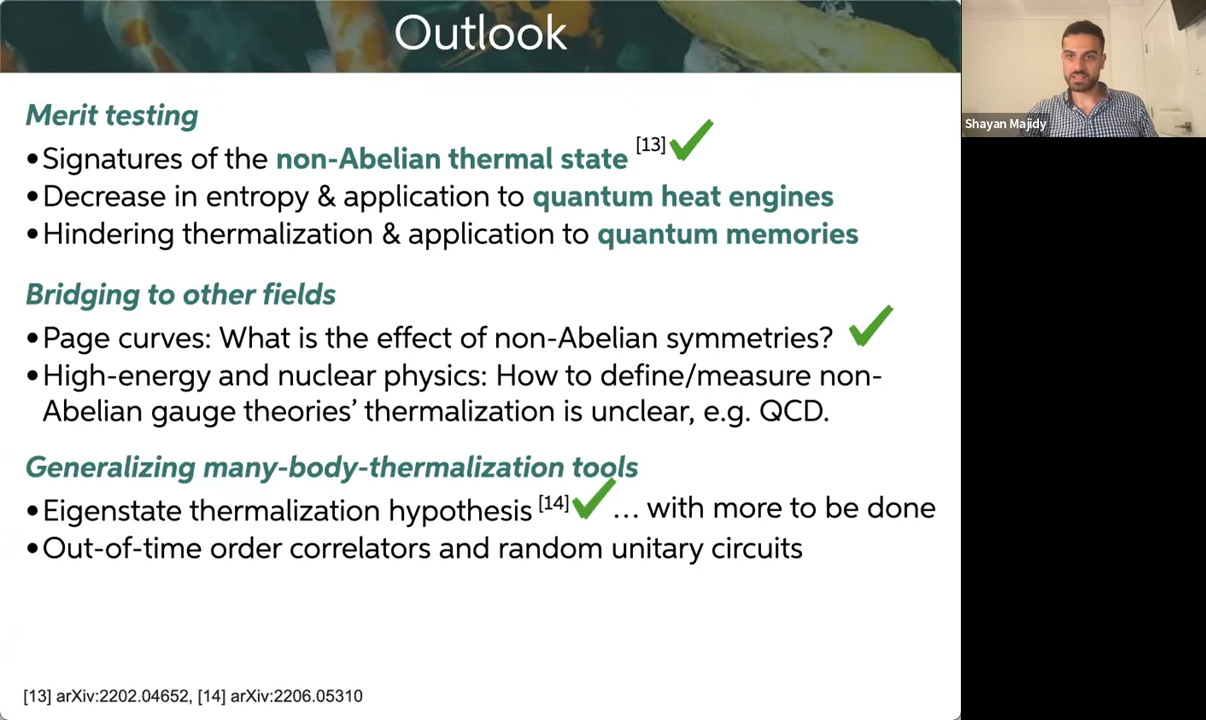 Outlook
Merit testing
•Signatures of the non-Abelian thermal state [13]
•Decrease in entropy & application to quantum heat engines
•Hindering thermalization & application to quantum memories
Bridging to other fields
•Page curves: What is the effect of non-Abelian symmetries?
•High-energy and nuclear physics: How to define/measure non-
Abelian gauge theories’ thermalization is unclear, e.g. QCD.
Generalizing many-body-thermalization tools
•Eigenstate thermalization hypothesis [14] … with more to be done
•Out-of-time order correlators and random unitary circuits
[13] arXiv:2202.04652, [14] arXiv:2206.05310
Shayan Majidy